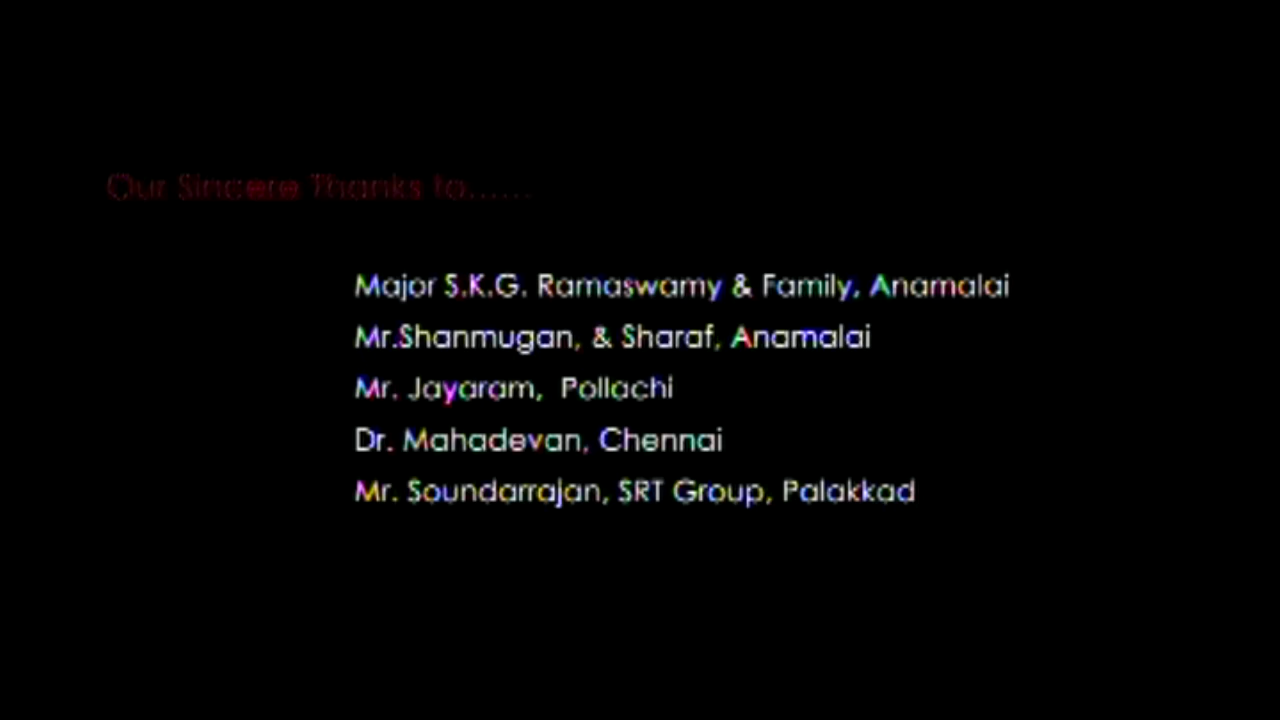 Our Sincere Thanks to......
Major S.K.G. Ramaswamy & Family, Anamalai
Mr.Shanmugan, & Sharaf, Anamalai
Mr. Jayaram,  Pollachi
Dr. Mahadevan, Chennai
Mr. Soundarrajan, SRT Group, Palakkad